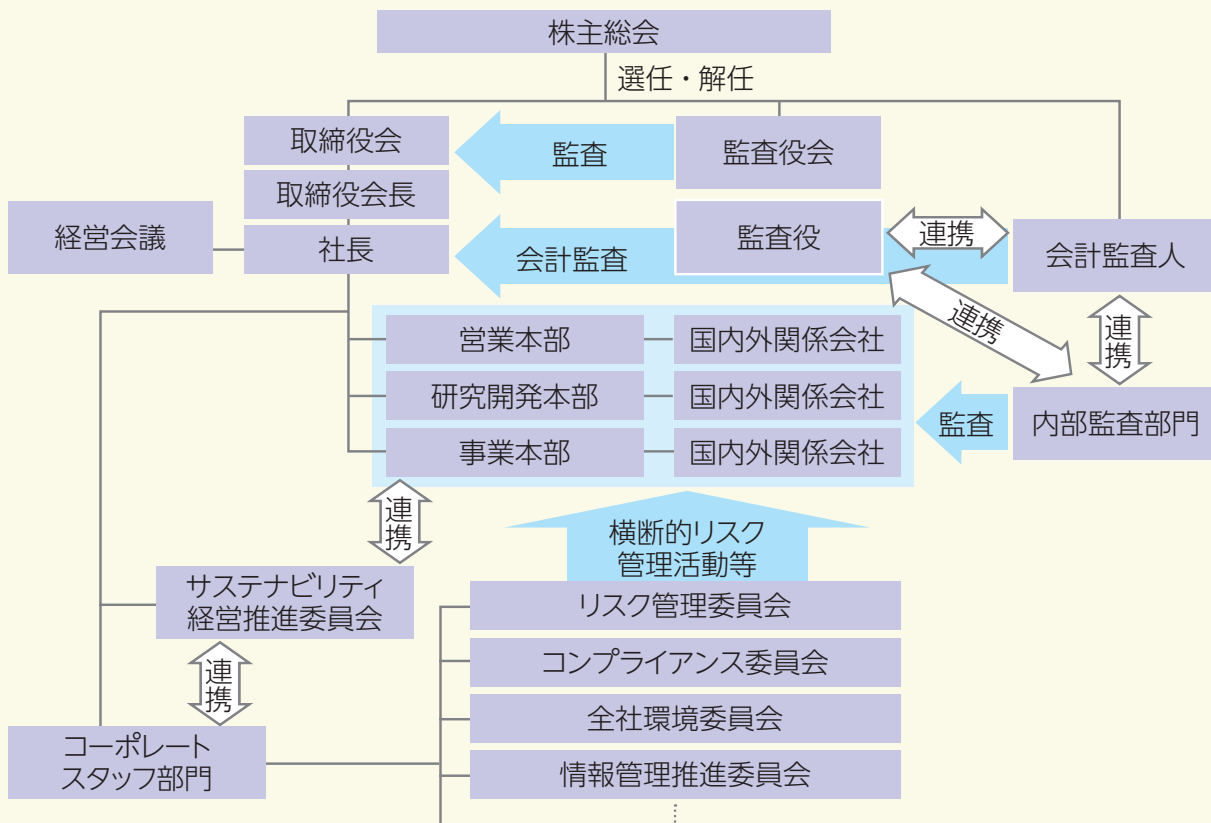 株主総会
選任・解任
取締役会
監査
監査役会
取締役会長
経営会議
社長
会計監査
監査役
連携
会計監査人
連携
連携
営業本部
国内外関係会社
研究開発本部
国内外関係会社
監査
内部監査部門
事業本部
国内外関係会社
連携
横断的リスク
管理活動等
サステナビリティ
経営推進委員会
リスク管理委員会
コンプライアンス委員会
連携
全社環境委員会
コーポレート
スタッフ部門
情報管理推進委員会